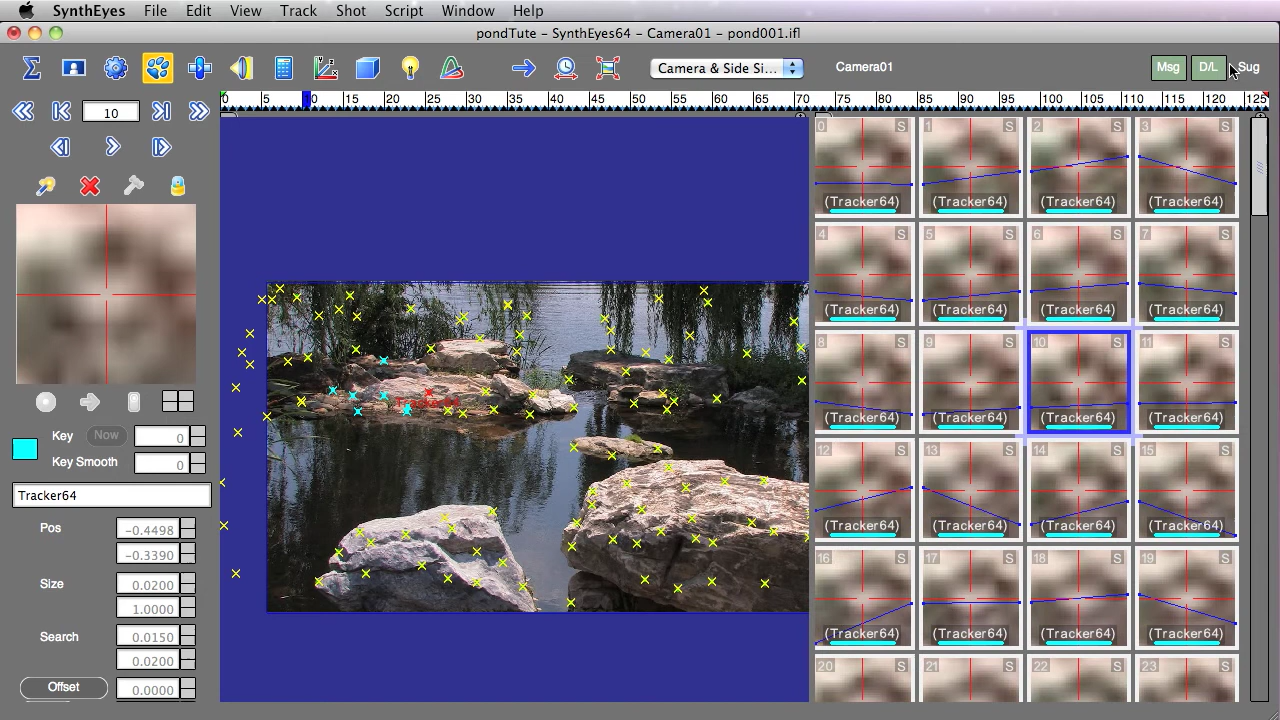 SynthEyes File Edit View Track Shot Script Window Help
pondTute - SynthEyes64 - Camera01 - pond001.ifl
Camera & Side Si... Camera01 Msg D/L Sug
0 5 10 15 20 25 30 35 40 45 50 55 60 65 70 75 80 85 90 95 100 105 110 115 120 125
10
0 S 1 S 2 S 3 S
(Tracker64) (Tracker64) (Tracker64) (Tracker64)
4 S 5 S 6 S 7 S
(Tracker64) (Tracker64) (Tracker64) (Tracker64)
8 S 9 S 10 S 11 S
(Tracker64) (Tracker64) (Tracker64) (Tracker64)
12 S 13 S 14 S 15 S
(Tracker64) (Tracker64) (Tracker64) (Tracker64)
16 S 17 S 18 S 19 S
(Tracker64) (Tracker64) (Tracker64) (Tracker64)
20 S 21 S 22 S 23 S
Key Now 0
Key Smooth 0
Tracker64
Pos -0.4498
-0.3390
Size 0.0200
1.0000
Search 0.0150
0.0200
Offset 0.0000